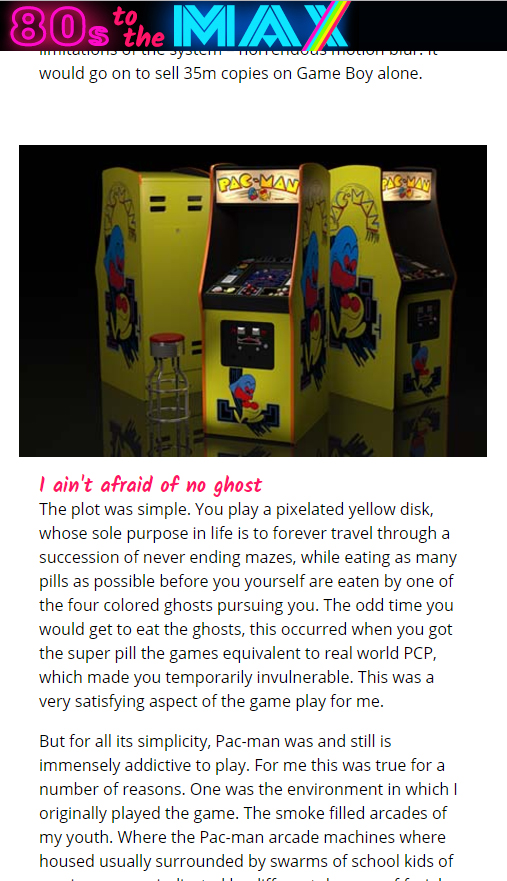 80s to the MAX
limitations of the system – horrendous motion blur. It
would go on to sell 35m copies on Game Boy alone.
PAC-MAN
PAC-MAN
I ain't afraid of no ghost
The plot was simple. You play a pixelated yellow disk,
whose sole purpose in life is to forever travel through a
succession of never ending mazes, while eating as many
pills as possible before you yourself are eaten by one of
the four colored ghosts pursuing you. The odd time you
would get to eat the ghosts, this occurred when you got
the super pill the games equivalent to real world PCP,
which made you temporarily invulnerable. This was a
very satisfying aspect of the game play for me.
But for all its simplicity, Pac-man was and still is
immensely addictive to play. For me this was true for a
number of reasons. One was the environment in which I
originally played the game. The smoke filled arcades of
my youth. Where the Pac-man arcade machines where
housed usually surrounded by swarms of school kids of